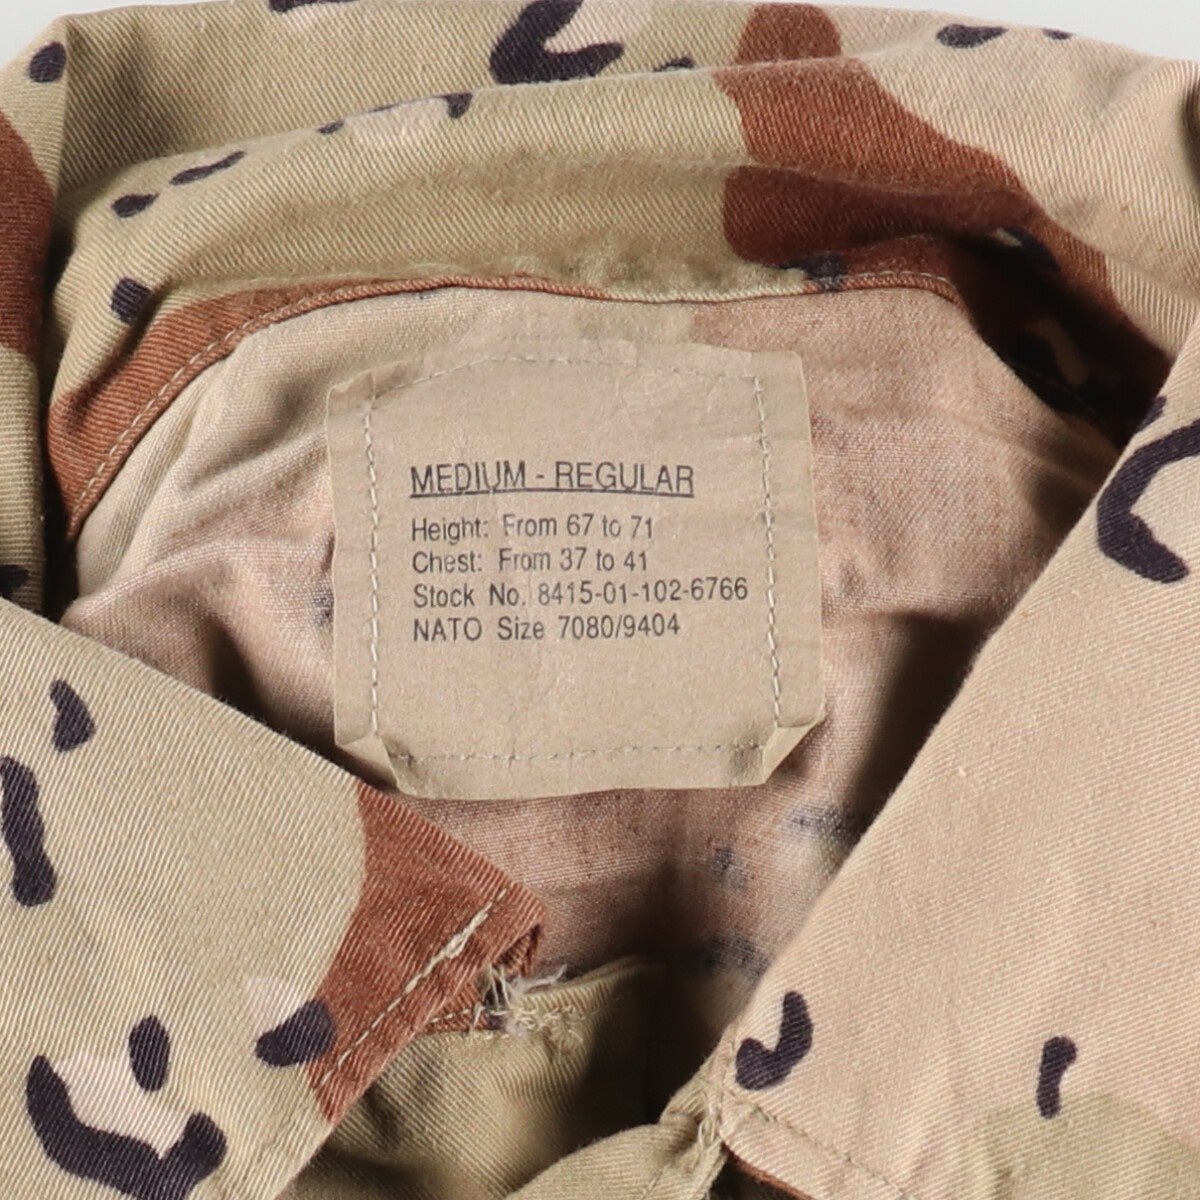 MEDIUM - REGULAR
Height: From 67 to 71
Chest: From 37 to 41
Stock No. 8415-01-102-6766
NATO Size 7080/9404